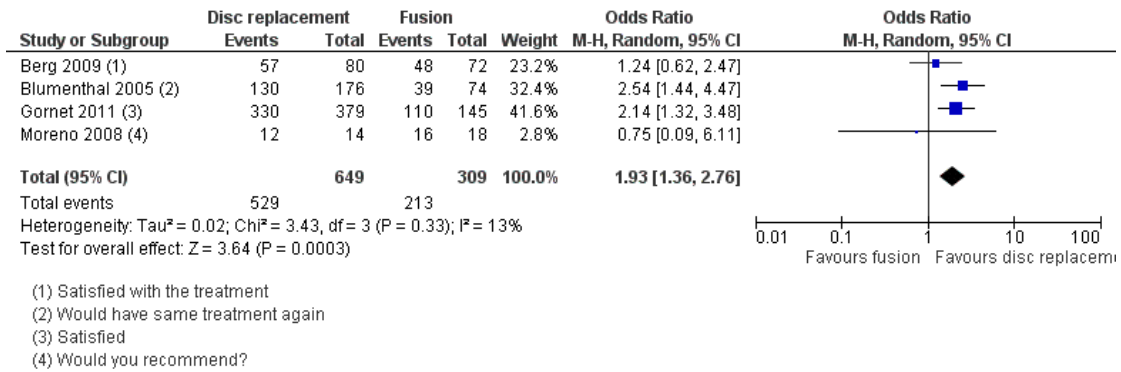 Disc replacement Fusion Odds Ratio Odds Ratio
Study or Subgroup Events Total Events Total Weight M-H, Random, 95% CI M-H, Random, 95% CI
Berg 2009 (1) 57 80 48 72 23.2% 1.24 [0.62, 2.47]
Blumenthal 2005 (2) 130 176 39 74 32.4% 2.54 [1.44, 4.47]
Gornet 2011 (3) 330 379 110 145 41.6% 2.14 [1.32, 3.48]
Moreno 2008 (4) 12 14 16 18 2.8% 0.75 [0.09, 6.11]
Total (95% CI) 649 309 100.0% 1.93 [1.36, 2.76]
Total events 529 213
Heterogeneity: Tau² = 0.02; Chi² = 3.43, df = 3 (P = 0.33); I² = 13%
Test for overall effect: Z = 3.64 (P = 0.0003)
0.01 0.1 1 10 100
Favours fusion Favours disc replacem
(1) Satisfied with the treatment
(2) Would have same treatment again
(3) Satisfied
(4) Would you recommend?